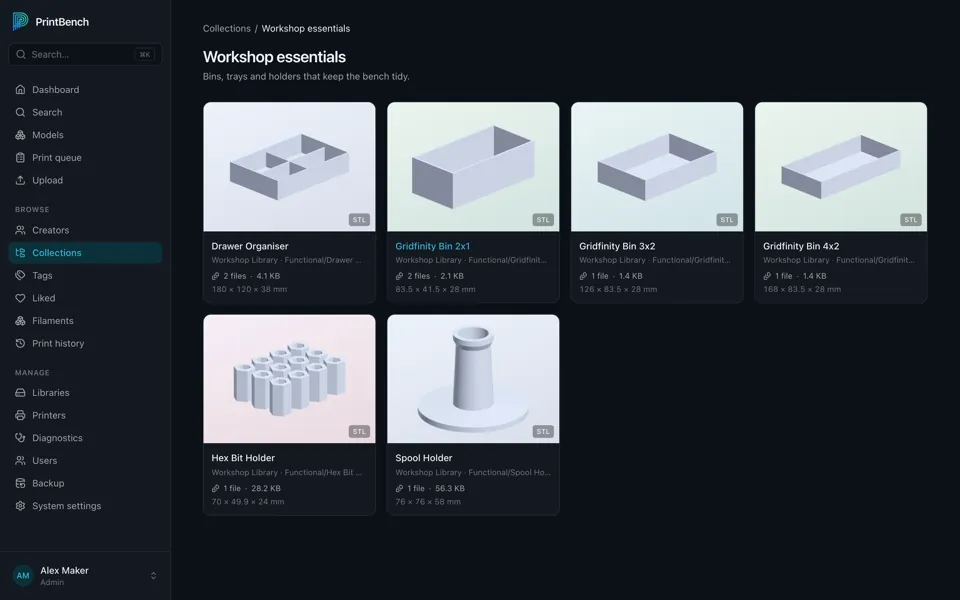 PrintBench
Search...
⌘K
Dashboard
Search
Models
Print queue
Upload
BROWSE
Creators
Collections
Tags
Liked
Filaments
Print history
MANAGE
Libraries
Printers
Diagnostics
Users
Backup
System settings
AM
Alex Maker
Admin
Collections / Workshop essentials
Workshop essentials
Bins, trays and holders that keep the bench tidy.
STL
Drawer Organiser
Workshop Library · Functional/Drawer ...
2 files · 4.1 KB
180 × 120 × 38 mm
STL
Gridfinity Bin 2x1
Workshop Library · Functional/Gridfinit...
2 files · 2.1 KB
83.5 × 41.5 × 28 mm
STL
Gridfinity Bin 3x2
Workshop Library · Functional/Gridfinit...
1 file · 1.4 KB
126 × 83.5 × 28 mm
STL
Gridfinity Bin 4x2
Workshop Library · Functional/Gridfinit...
1 file · 1.4 KB
168 × 83.5 × 28 mm
STL
Hex Bit Holder
Workshop Library · Functional/Hex Bit ...
1 file · 28.2 KB
70 × 49.9 × 24 mm
STL
Spool Holder
Workshop Library · Functional/Spool Ho...
1 file · 56.3 KB
76 × 76 × 58 mm